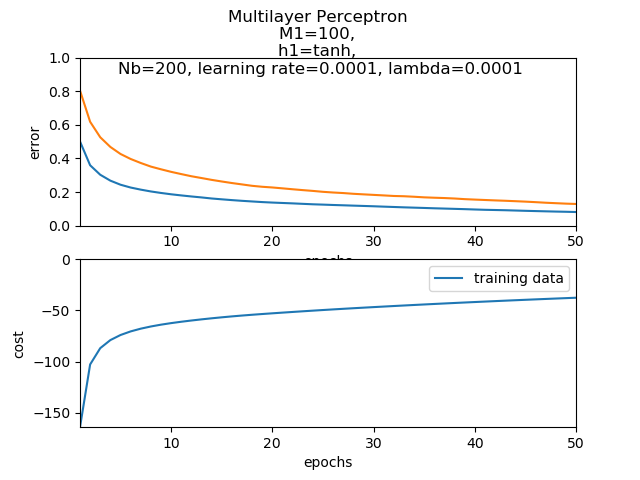 Multilayer Perceptron
M1=100,
h1=tanh,
Nb=200, learning rate=0.0001, lambda=0.0001
1.0
0.8
0.6
0.4
0.2
0.0
error
10 20 30 40 50
epochs
0
−50
−100
−150
cost
training data
10 20 30 40 50
epochs